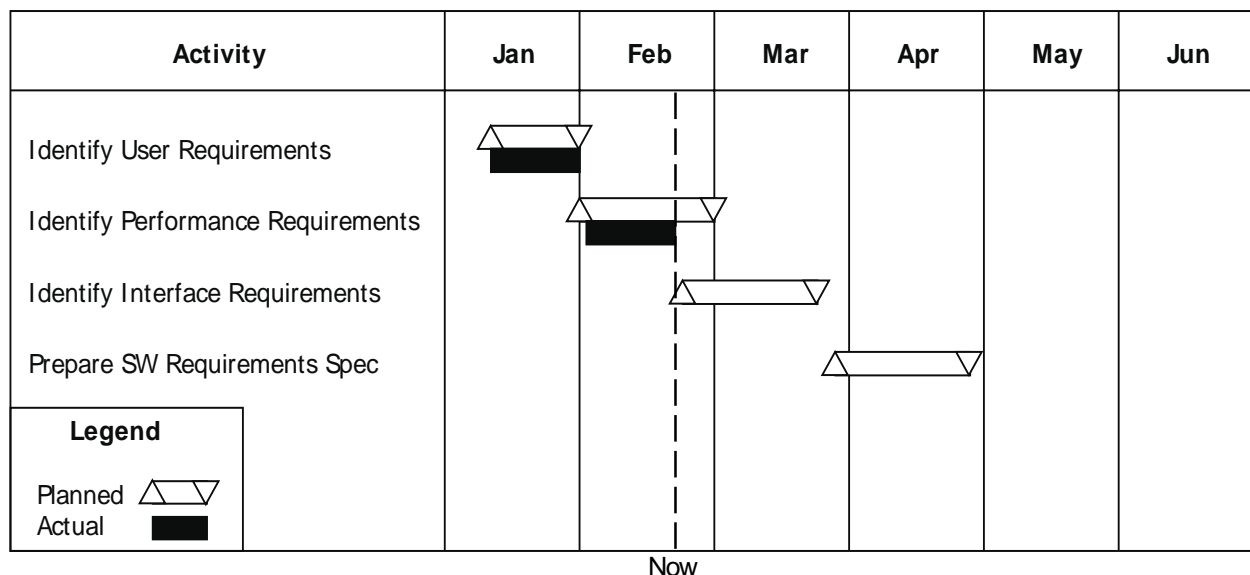 Activity Jan Feb Mar Apr May Jun
Identify User Requirements
Identify Performance Requirements
Identify Interface Requirements
Prepare SW Requirements Spec
Legend
Planned
Actual
Now